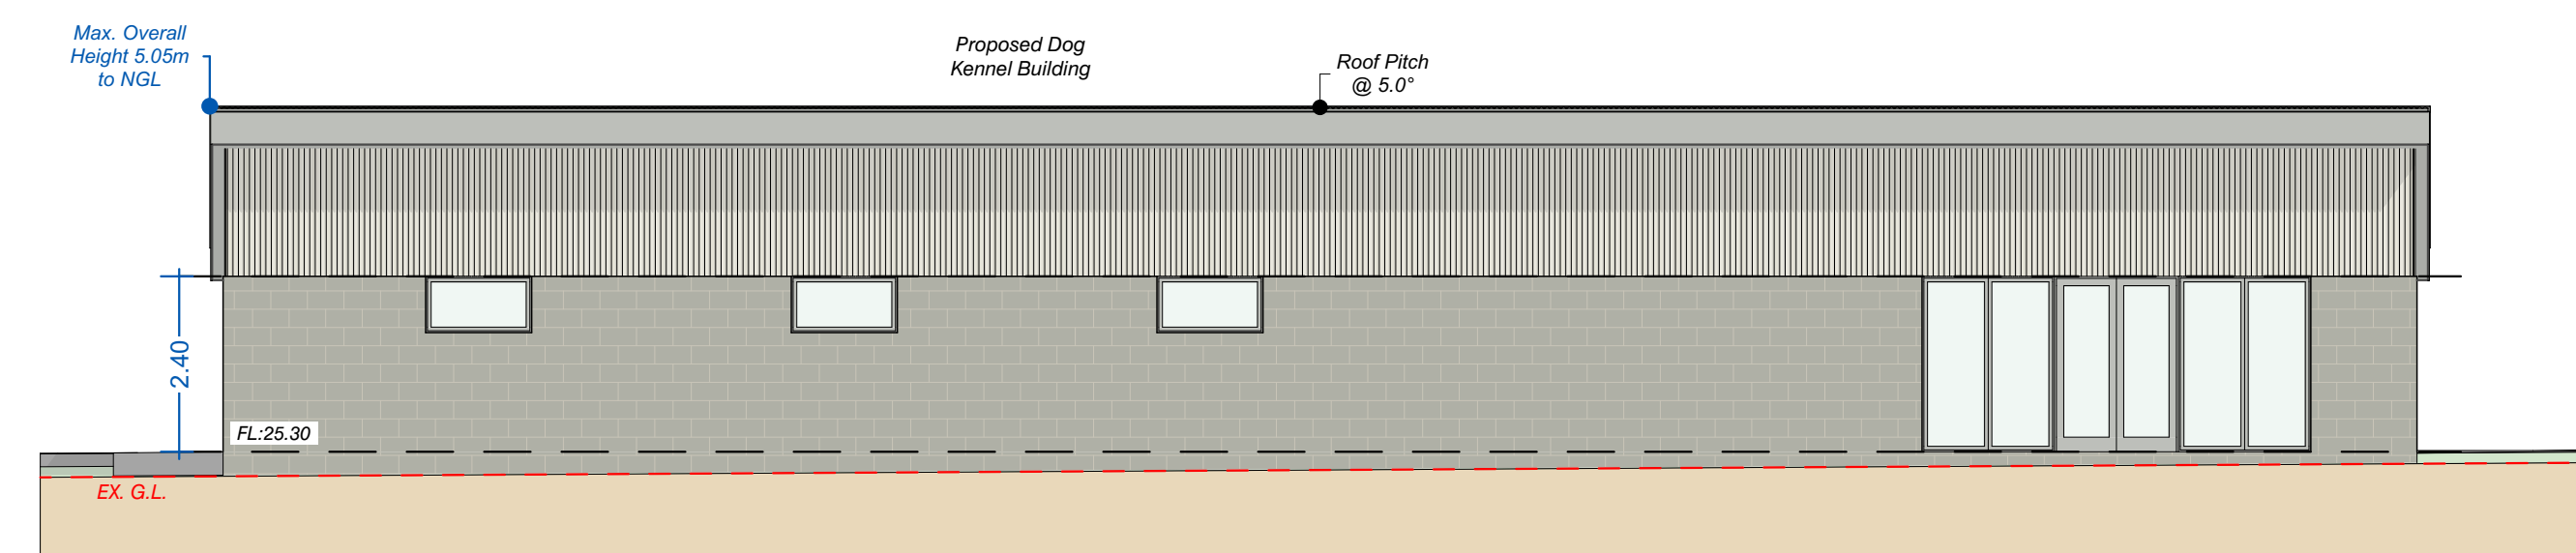 Max. Overall
Height 5.05m
to NGL
Proposed Dog
Kennel Building
Roof Pitch
@ 5.0°
2.40
FL:25.30
EX. G.L.